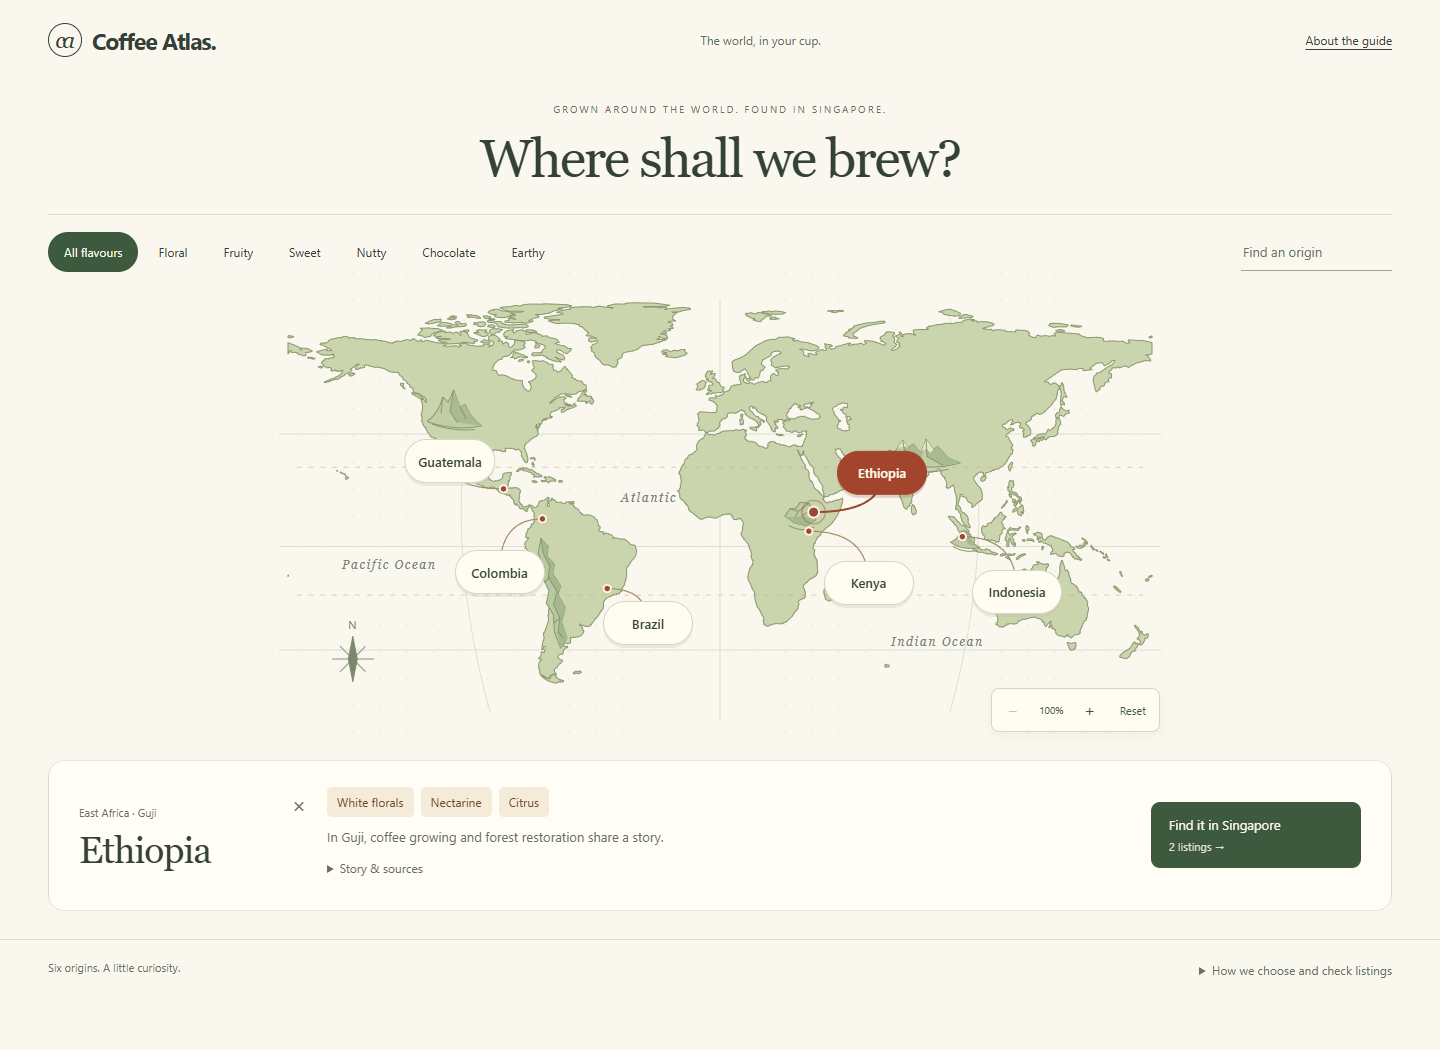 ca Coffee Atlas.
The world, in your cup.
About the guide
GROWN AROUND THE WORLD. FOUND IN SINGAPORE.
Where shall we brew?
All flavours
Floral
Fruity
Sweet
Nutty
Chocolate
Earthy
Find an origin
Guatemala
Ethiopia
Atlantic
Pacific Ocean
Colombia
Kenya
Indonesia
Brazil
N
Indian Ocean
− 100% + Reset
East Africa · Guji
Ethiopia
×
White florals
Nectarine
Citrus
In Guji, coffee growing and forest restoration share a story.
▶ Story & sources
Find it in Singapore
2 listings →
Six origins. A little curiosity.
▶ How we choose and check listings